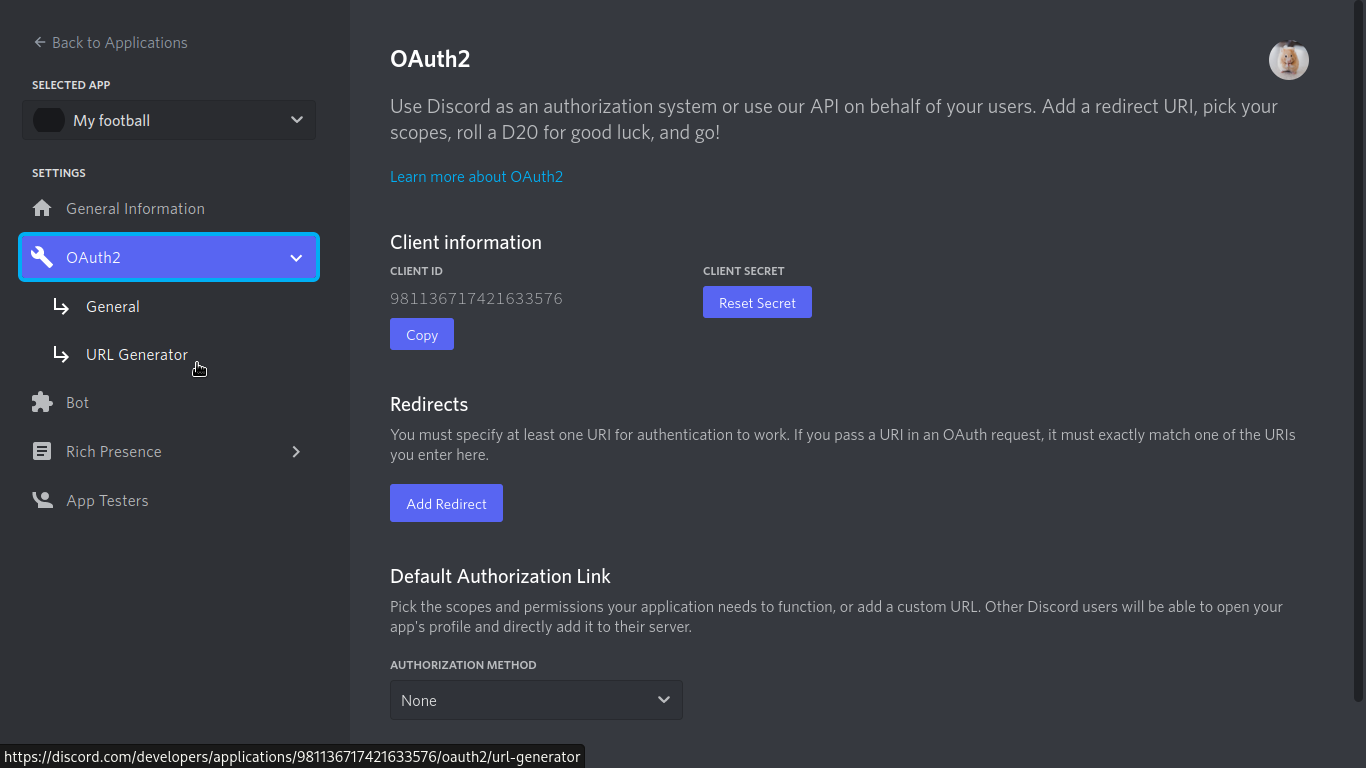 Back to Applications
SELECTED APP
My football
SETTINGS
General Information
OAuth2
General
URL Generator
Bot
Rich Presence
App Testers
OAuth2
Use Discord as an authorization system or use our API on behalf of your users. Add a redirect URI, pick your
scopes, roll a D20 for good luck, and go!
Learn more about OAuth2
Client information
CLIENT ID
981136717421633576
Copy
CLIENT SECRET
Reset Secret
Redirects
You must specify at least one URI for authentication to work. If you pass a URI in an OAuth request, it must exactly match one of the URIs
you enter here.
Add Redirect
Default Authorization Link
Pick the scopes and permissions your application needs to function, or add a custom URL. Other Discord users will be able to open your
app's profile and directly add it to their server.
AUTHORIZATION METHOD
None
https://discord.com/developers/applications/981136717421633576/oauth2/url-generator